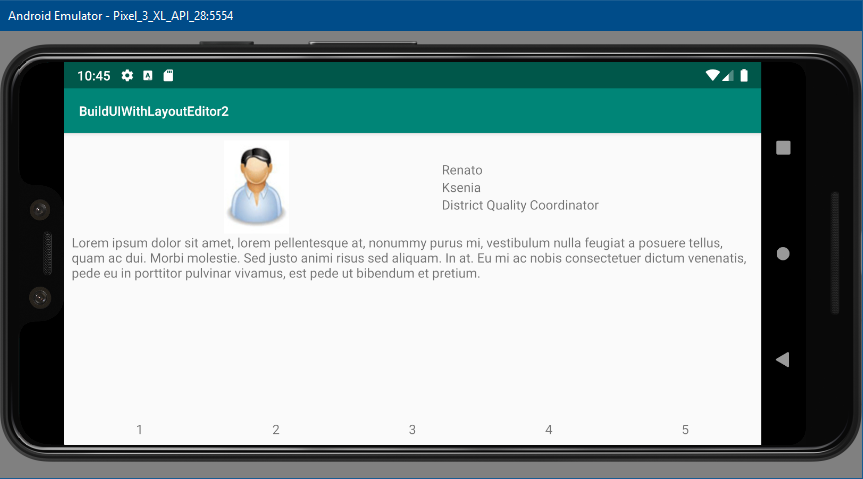 Android Emulator - Pixel_3_XL_API_28:5554
10:45
BuildUIWithLayoutEditor2
Renato
Ksenia
District Quality Coordinator
Lorem ipsum dolor sit amet, lorem pellentesque at, nonummy purus mi, vestibulum nulla feugiat a posuere tellus,
quam ac dui. Morbi molestie. Sed justo animi risus sed aliquam. In at. Eu mi ac nobis consectetuer dictum venenatis,
pede eu in porttitor pulvinar vivamus, est pede ut bibendum et pretium.
1 2 3 4 5